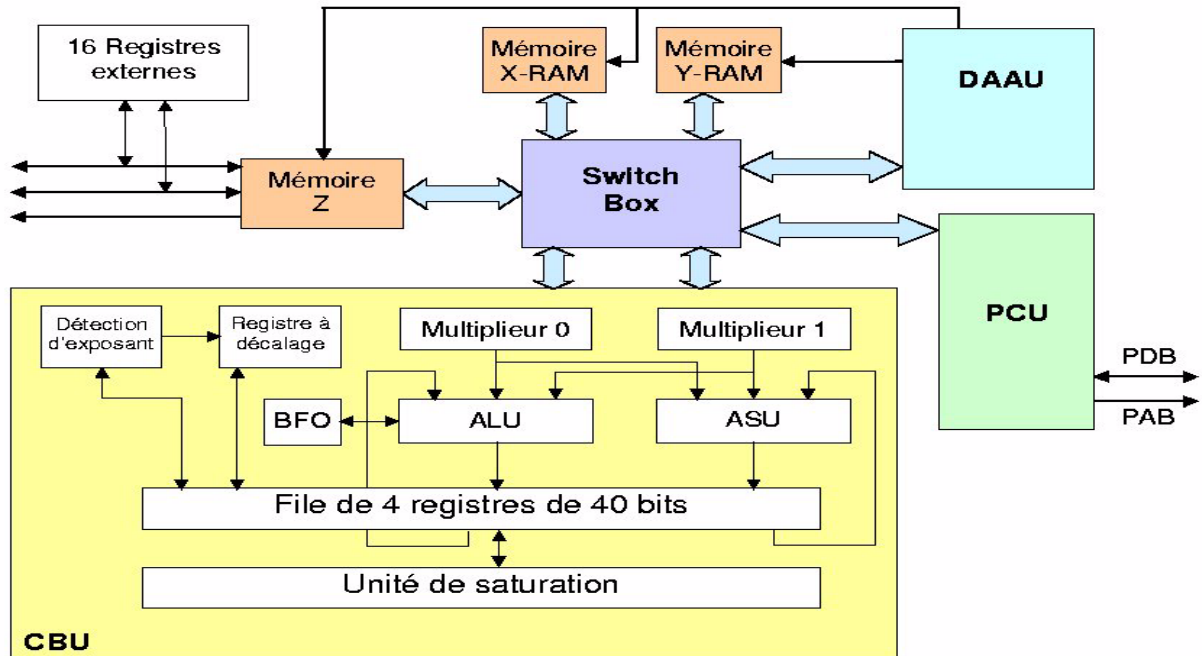 16 Registres
externes
Mémoire
X-RAM
Mémoire
Y-RAM
DAAU
Mémoire
Z
Switch
Box
PCU
PDB
PAB
Détection
d'exposant
Registre à
décalage
Multiplieur 0
Multiplieur 1
BFO
ALU
ASU
File de 4 registres de 40 bits
Unité de saturation
CBU